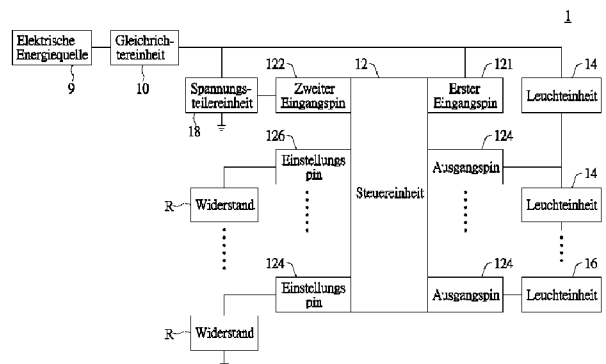 1
Elektrische
Energiequelle
9
Gleichrich-
tereinheit
10
122
12
121
14
Spannungs-
teilereinheit
18
Zweiter
Eingangspin
Erster
Eingangspin
Leuchteinheit
126
124
Einstellungs
pin
Steuereinheit
Ausgangspin
14
R
Widerstand
Leuchteinheit
124
124
16
Einstellungs
pin
Ausgangspin
Leuchteinheit
R
Widerstand